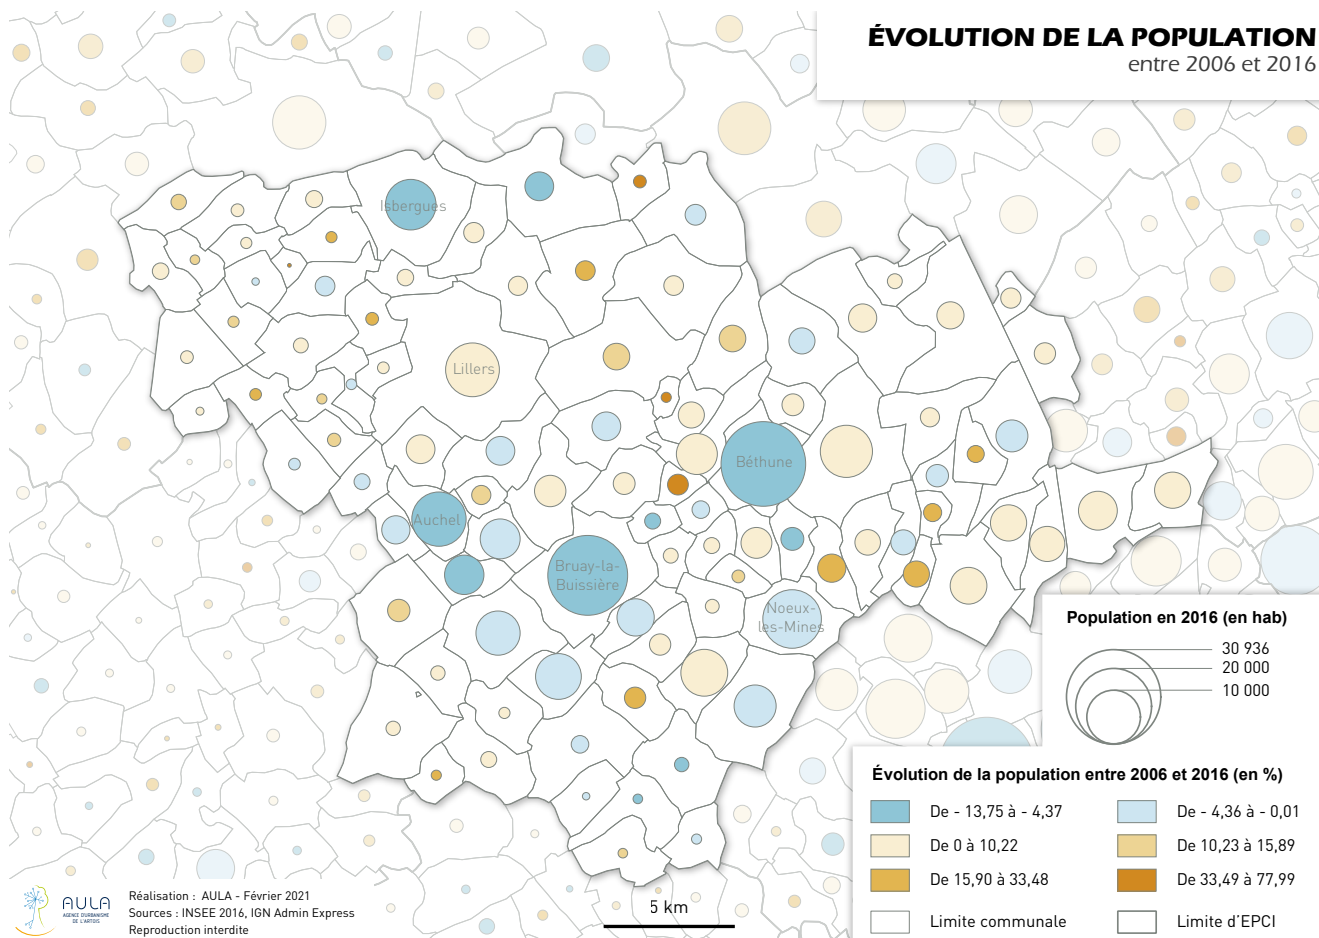 ÉVOLUTION DE LA POPULATION
entre 2006 et 2016
Isbergues
Lillers
Béthune
Auchel
Bruay-la-
Buissière
Noeux-
les-Mines
Population en 2016 (en hab)
30 936
20 000
10 000
Évolution de la population entre 2006 et 2016 (en %)
De - 13,75 à - 4,37
De - 4,36 à - 0,01
De 0 à 10,22
De 10,23 à 15,89
De 15,90 à 33,48
De 33,49 à 77,99
Limite communale
Limite d'EPCI
5 km
AULA
AGENCE D'URBANISME
DE L'ARTOIS
Réalisation : AULA - Février 2021
Sources : INSEE 2016, IGN Admin Express
Reproduction interdite